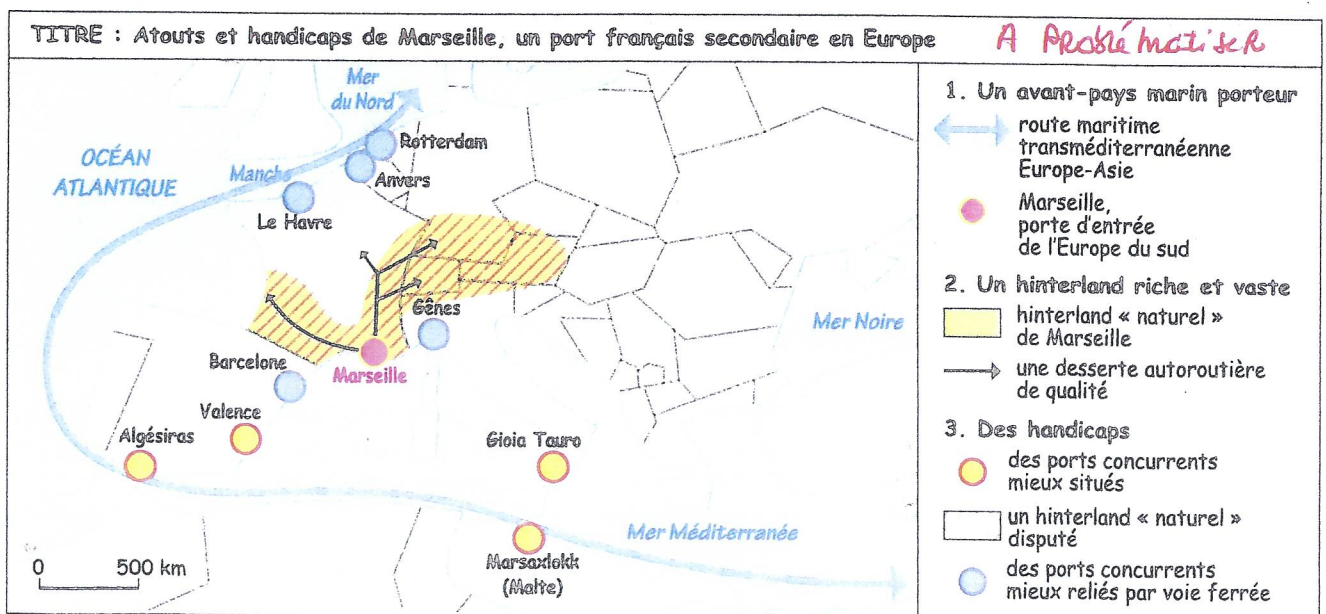 TITRE : Atouts et handicaps de Marseille, un port français secondaire en Europe
A PRobléMatiseR
Mer
du Nord
Rotterdam
OCÉAN
ATLANTIQUE
Manche
Anvers
Le Havre
Gênes
Mer Noire
Barcelone
Marseille
Valence
Algésiras
Gioia Tauro
Mer Méditerranée
Marsaxlokk
(Malte)
0 500 km
1. Un avant-pays marin porteur
route maritime
transméditerranéenne
Europe-Asie
Marseille,
porte d'entrée
de l'Europe du sud
2. Un hinterland riche et vaste
hinterland « naturel »
de Marseille
une desserte autoroutière
de qualité
3. Des handicaps
des ports concurrents
mieux situés
un hinterland « naturel »
disputé
des ports concurrents
mieux reliés par voie ferrée